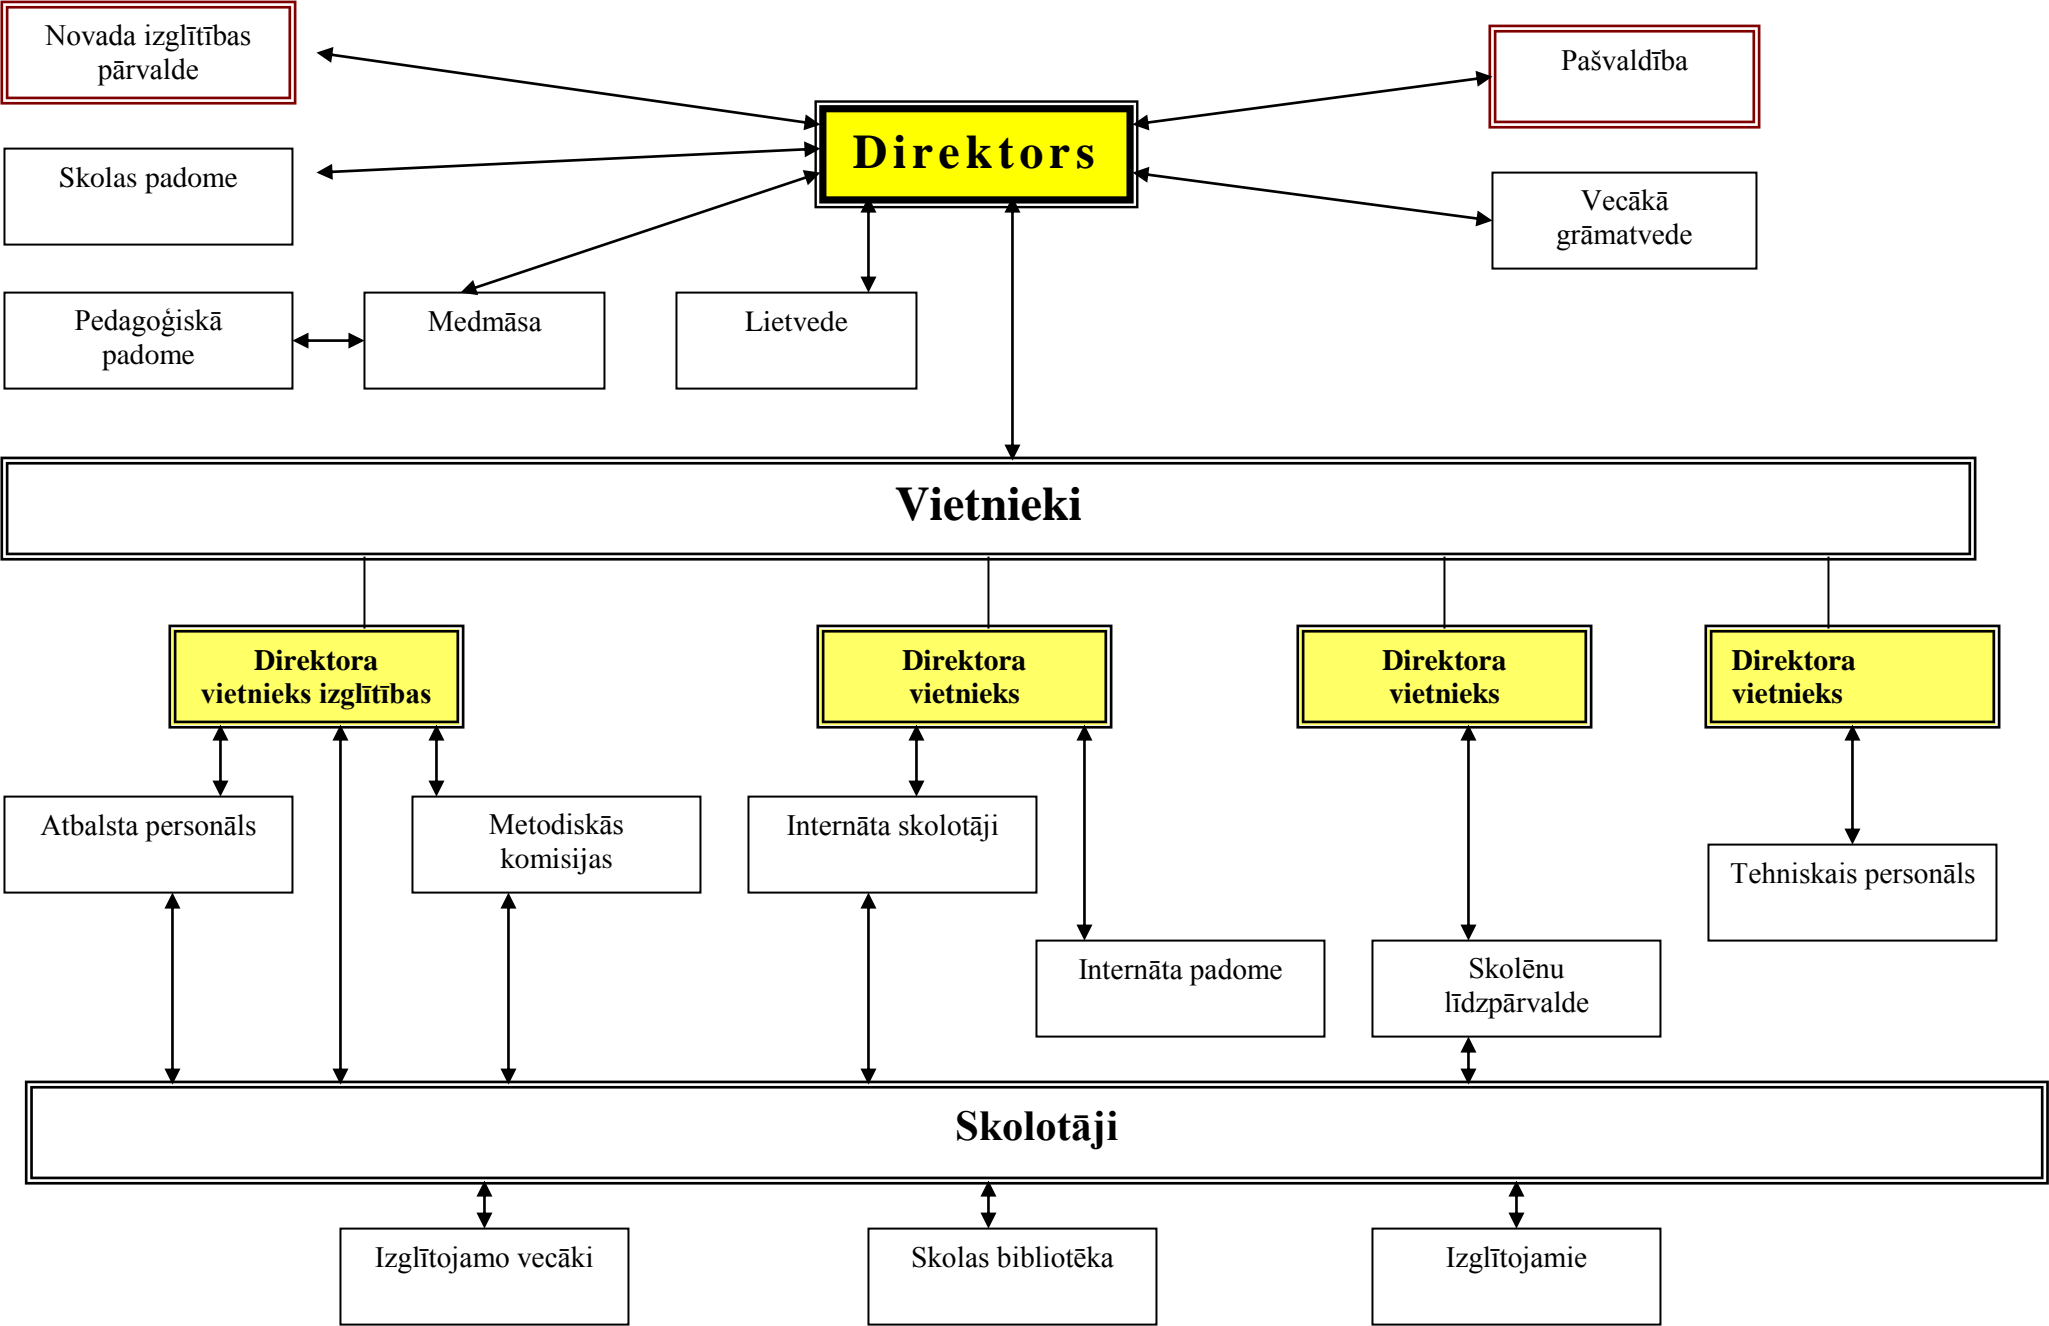 Novada izglītības
pārvalde
Pašvaldība
Direktors
Skolas padome
Vecākā
grāmatvede
Pedagoģiskā
padome
Medmāsa
Lietvede
Vietnieki
Direktora
vietnieks izglītības
Direktora
vietnieks
Direktora
vietnieks
Direktora
vietnieks
Atbalsta personāls
Metodiskās
komisijas
Internāta skolotāji
Tehniskais personāls
Internāta padome
Skolēnu
līdzpārvalde
Skolotāji
Izglītojamo vecāki
Skolas bibliotēka
Izglītojamie